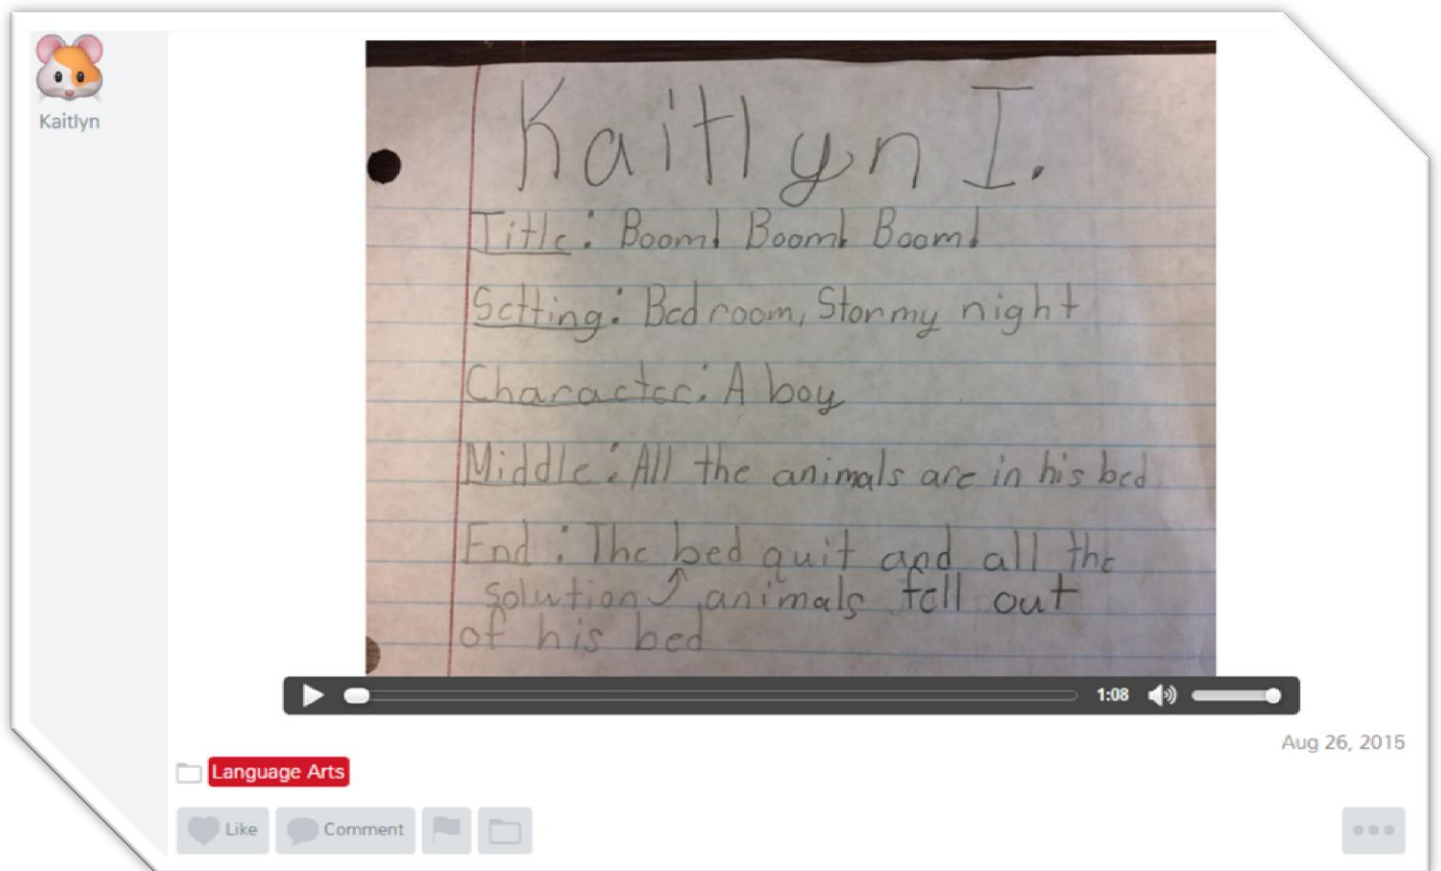 Kaitlyn
Kaitlyn I.
Title: Boom! Boom! Boom!
Setting: Bedroom, Stormy night
Character: A boy
Middle: All the animals are in his bed
End: The bed quit and all the
solution animals fell out
of his bed
1:08
Aug 26, 2015
Language Arts
Like
Comment